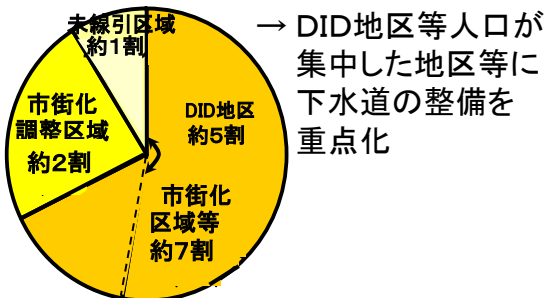 未線引区域
約1割
市街化
調整区域
約2割
DID地区
約5割
市街化
区域等
約7割
→ DID地区等人口が
集中した地区等に
下水道の整備を
重点化